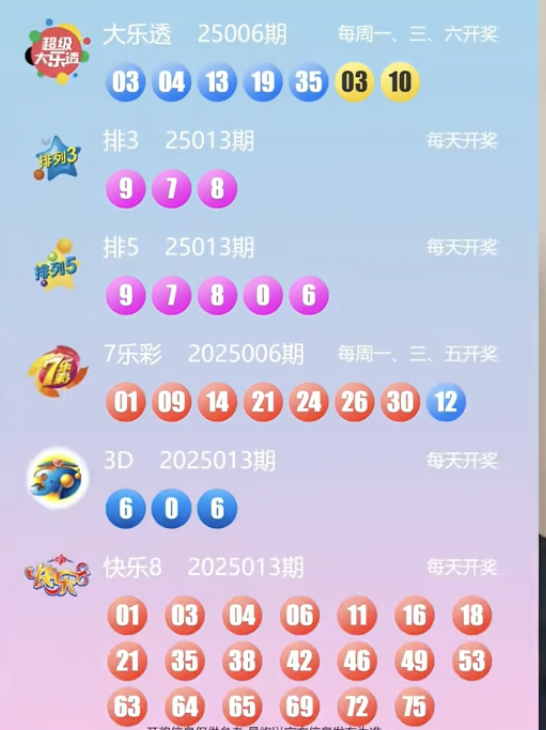 超级
大乐透
大乐透 25006期 每周一、三、六开奖
03 04 13 19 35 03 10
排列3
排3 25013期 每天开奖
9 7 8
排列5
排5 25013期 每天开奖
9 7 8 0 6
7乐彩
7乐彩 2025006期 每周一、三、五开奖
01 09 14 21 24 26 30 12
3D
3D 2025013期 每天开奖
6 0 6
快乐8
快乐8 2025013期 每天开奖
01 03 04 06 11 16 18
21 35 38 42 46 49 53
63 64 65 69 72 75